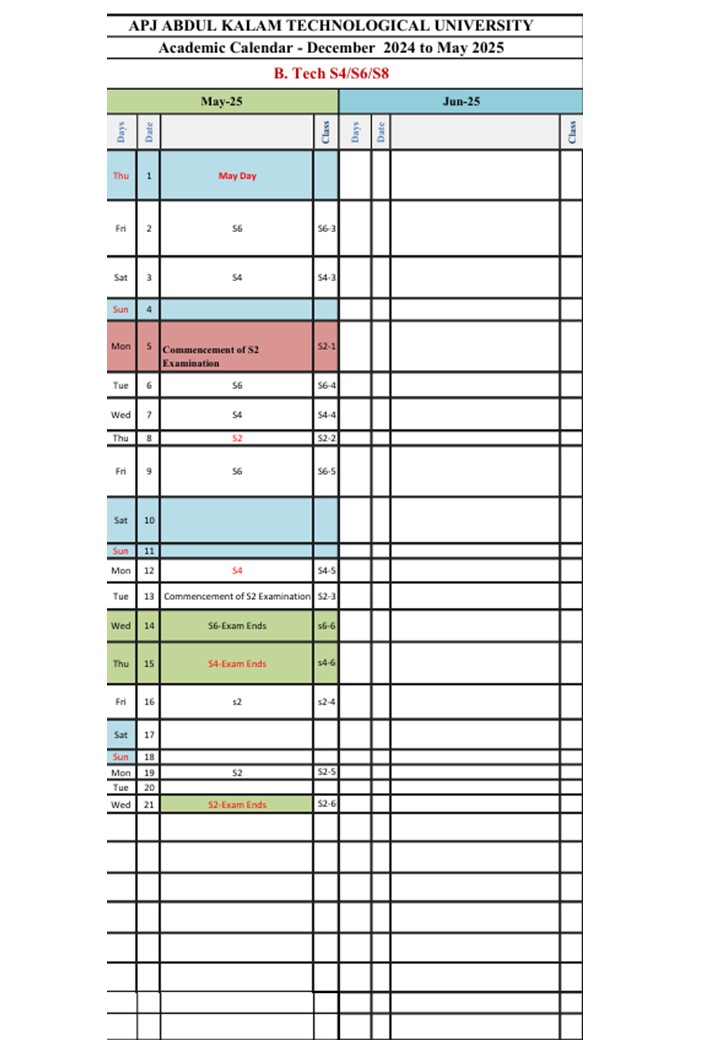 APJ ABDUL KALAM TECHNOLOGICAL UNIVERSITY
Academic Calendar - December 2024 to May 2025
B. Tech S4/S6/S8
May-25 Jun-25
Days Date Class Days Date Class
Thu 1 May Day
Fri 2 S6 S6-3
Sat 3 S4 S4-3
Sun 4
Mon 5 Commencement of S2 S2-1
Examination
Tue 6 S6 S6-4
Wed 7 S4 S4-4
Thu 8 S2 S2-2
Fri 9 S6 S6-5
Sat 10
Sun 11
Mon 12 S4 S4-5
Tue 13 Commencement of S2 Examination S2-3
Wed 14 S6-Exam Ends s6-6
Thu 15 S4-Exam Ends s4-6
Fri 16 s2 s2-4
Sat 17
Sun 18
Mon 19 S2 S2-5
Tue 20
Wed 21 S2-Exam Ends S2-6